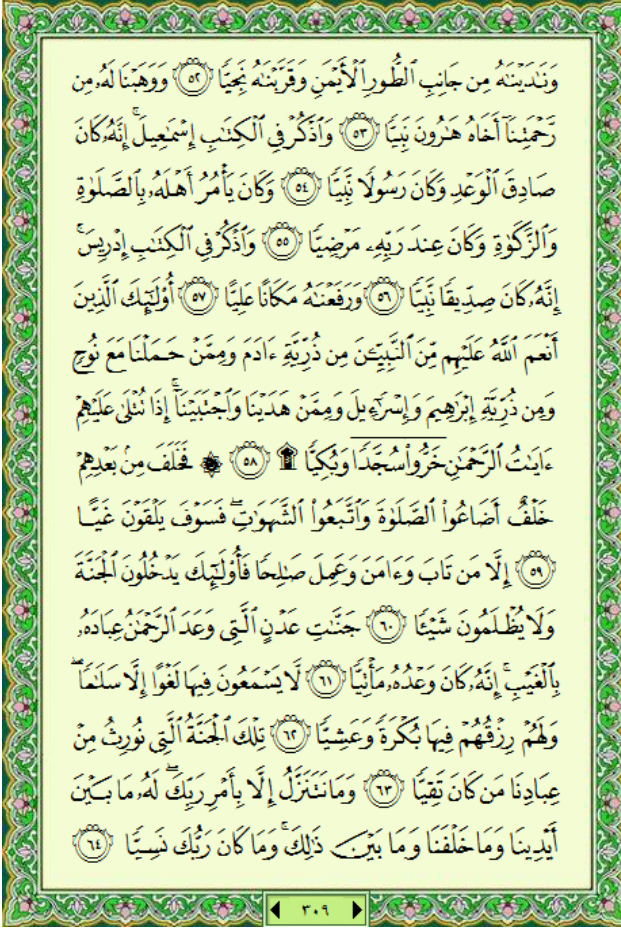 وَنَٰدَيْنَٰهُ مِن جَانِبِ ٱلطُّورِ ٱلْأَيْمَنِ وَقَرَّبْنَٰهُ نَجِيًّا ٥٢ وَوَهَبْنَا لَهُۥ مِن
رَّحْمَتِنَآ أَخَاهُ هَٰرُونَ نَبِيًّا ٥٣ وَٱذْكُرْ فِى ٱلْكِتَٰبِ إِسْمَٰعِيلَ ۚ إِنَّهُۥ كَانَ
صَادِقَ ٱلْوَعْدِ وَكَانَ رَسُولًا نَّبِيًّا ٥٤ وَكَانَ يَأْمُرُ أَهْلَهُۥ بِٱلصَّلَوٰةِ
وَٱلزَّكَوٰةِ وَكَانَ عِندَ رَبِّهِۦ مَرْضِيًّا ٥٥ وَٱذْكُرْ فِى ٱلْكِتَٰبِ إِدْرِيسَ ۚ
إِنَّهُۥ كَانَ صِدِّيقًا نَّبِيًّا ٥٦ وَرَفَعْنَٰهُ مَكَانًا عَلِيًّا ٥٧ أُو۟لَٰٓئِكَ ٱلَّذِينَ
أَنْعَمَ ٱللَّهُ عَلَيْهِم مِّنَ ٱلنَّبِيِّۦنَ مِن ذُرِّيَّةِ ءَادَمَ وَمِمَّنْ حَمَلْنَا مَعَ نُوحٍ
وَمِن ذُرِّيَّةِ إِبْرَٰهِيمَ وَإِسْرَٰٓءِيلَ وَمِمَّنْ هَدَيْنَا وَٱجْتَبَيْنَآ ۚ إِذَا تُتْلَىٰ عَلَيْهِمْ
ءَايَٰتُ ٱلرَّحْمَٰنِ خَرُّوا۟ سُجَّدًا وَبُكِيًّا ۩ ٥٨ ۞ فَخَلَفَ مِنۢ بَعْدِهِمْ
خَلْفٌ أَضَاعُوا۟ ٱلصَّلَوٰةَ وَٱتَّبَعُوا۟ ٱلشَّهَوَٰتِ ۖ فَسَوْفَ يَلْقَوْنَ غَيًّا
٥٩ إِلَّا مَن تَابَ وَءَامَنَ وَعَمِلَ صَٰلِحًا فَأُو۟لَٰٓئِكَ يَدْخُلُونَ ٱلْجَنَّةَ
وَلَا يُظْلَمُونَ شَيْـًٔا ٦٠ جَنَّٰتِ عَدْنٍ ٱلَّتِى وَعَدَ ٱلرَّحْمَٰنُ عِبَادَهُۥ
بِٱلْغَيْبِ ۚ إِنَّهُۥ كَانَ وَعْدُهُۥ مَأْتِيًّا ٦١ لَّا يَسْمَعُونَ فِيهَا لَغْوًا إِلَّا سَلَٰمًا ۖ
وَلَهُمْ رِزْقُهُمْ فِيهَا بُكْرَةً وَعَشِيًّا ٦٢ تِلْكَ ٱلْجَنَّةُ ٱلَّتِى نُورِثُ مِنْ
عِبَادِنَا مَن كَانَ تَقِيًّا ٦٣ وَمَا نَتَنَزَّلُ إِلَّا بِأَمْرِ رَبِّكَ ۖ لَهُۥ مَا بَيْنَ
أَيْدِينَا وَمَا خَلْفَنَا وَمَا بَيْنَ ذَٰلِكَ ۚ وَمَا كَانَ رَبُّكَ نَسِيًّا ٦٤
٣٠٩